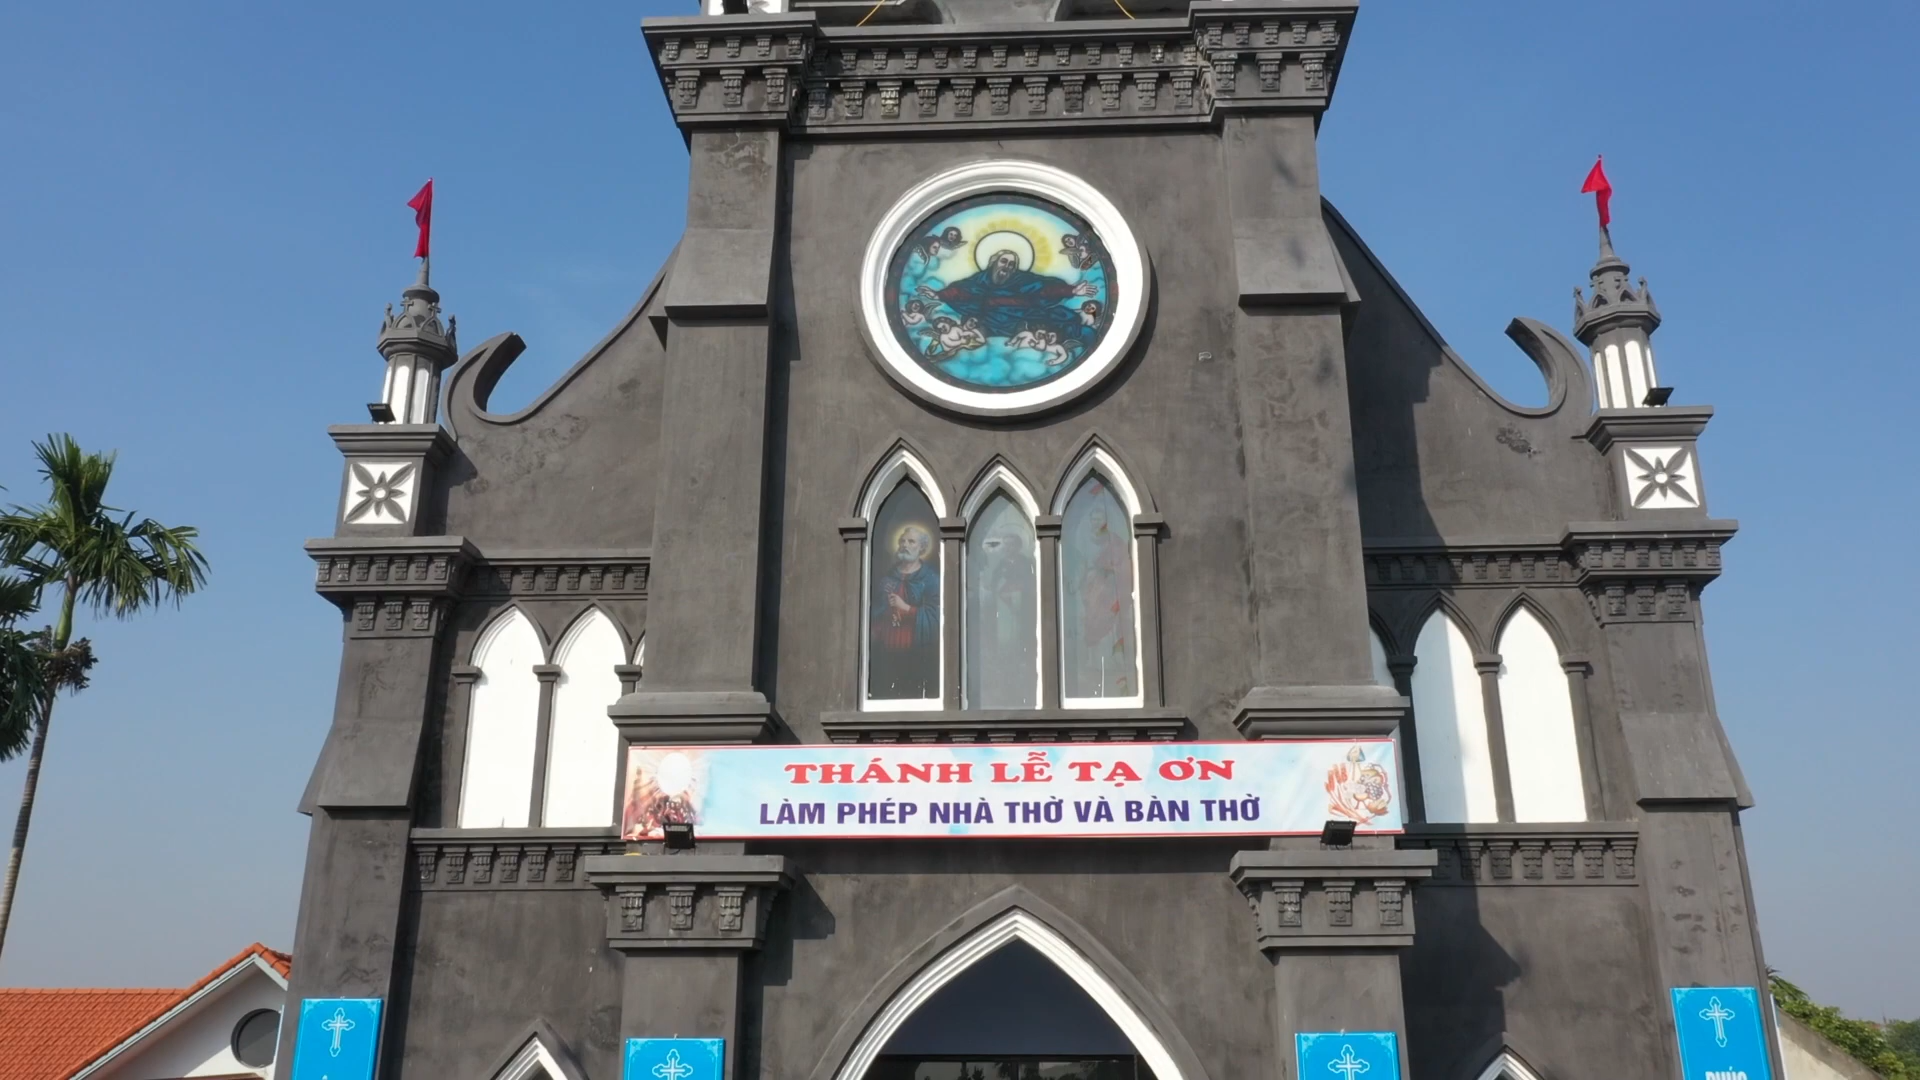 THÁNH LỄ TẠ ƠN
LÀM PHÉP NHÀ THỜ VÀ BÀN THỜ